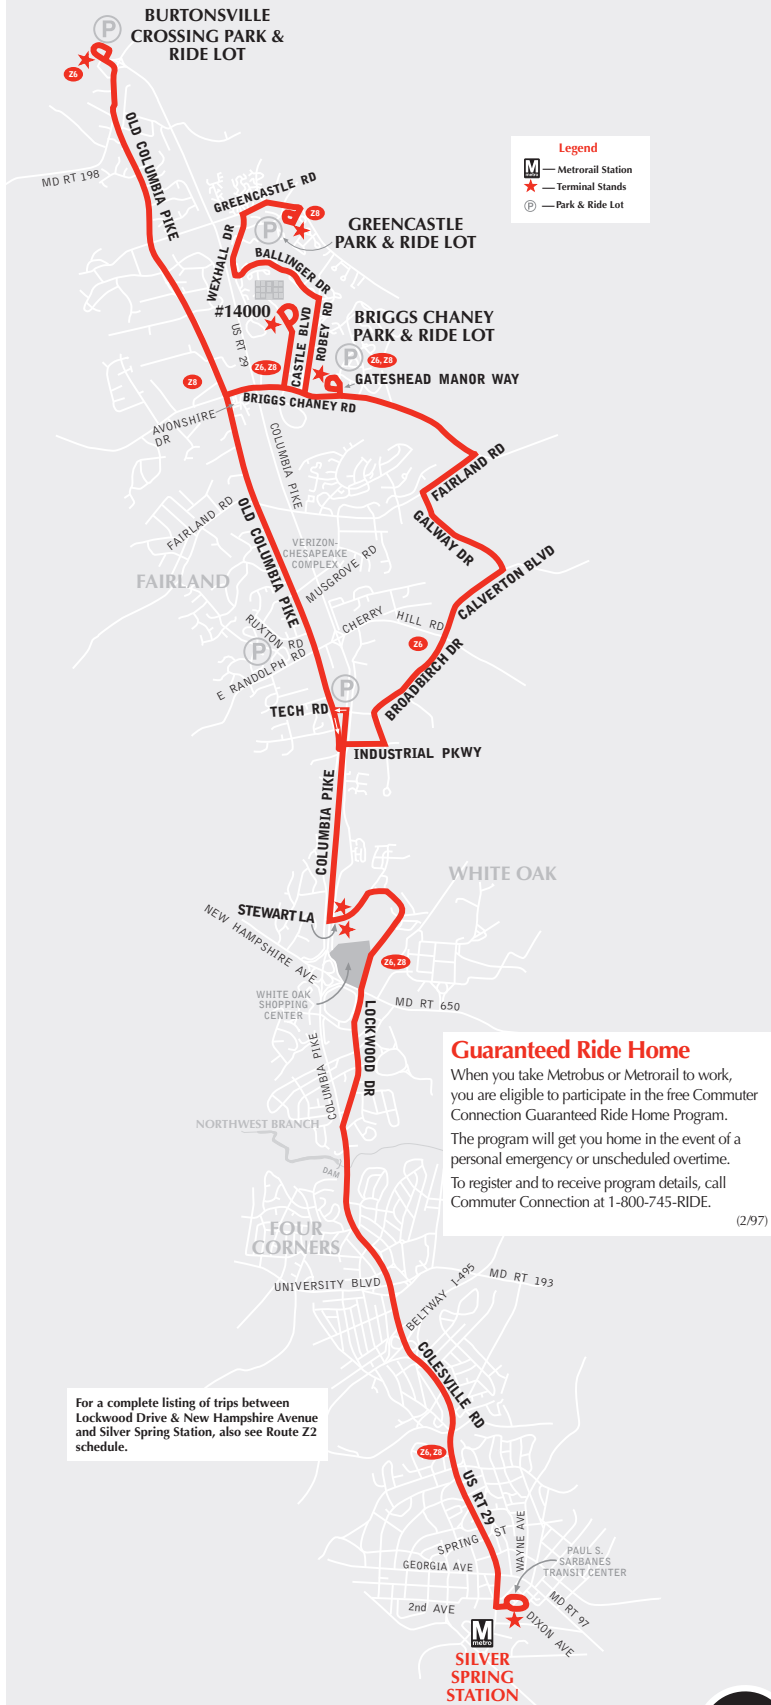 BURTONSVILLE
CROSSING PARK &
RIDE LOT
P
Z6
OLD COLUMBIA PIKE
MD RT 198
Legend
M metro — Metrorail Station
— Terminal Stands
P — Park & Ride Lot
GREENCASTLE RD
Z8
P
GREENCASTLE
PARK & RIDE LOT
WEXHALL DR
BALLINGER DR
#14000
US RT 29
CASTLE BLVD
ROBEY RD
BRIGGS CHANEY
PARK & RIDE LOT
P
Z6, Z8
Z6, Z8
Z8
GATESHEAD MANOR WAY
BRIGGS CHANEY RD
AVONSHIRE
DR
COLUMBIA PIKE
FAIRLAND RD
FAIRLAND RD
OLD COLUMBIA PIKE
GALWAY DR
VERIZON-
CHESAPEAKE
COMPLEX
MUSGROVE RD
CALVERTON BLVD
FAIRLAND
CHERRY HILL RD
RUXTON RD
P
E RANDOLPH RD
Z6
BROADBIRCH DR
P
TECH RD
INDUSTRIAL PKWY
COLUMBIA PIKE
WHITE OAK
STEWART LA
NEW HAMPSHIRE AVE
Z6, Z8
WHITE OAK
SHOPPING
CENTER
MD RT 650
LOCKWOOD DR
COLUMBIA PIKE
Guaranteed Ride Home
When you take Metrobus or Metrorail to work,
you are eligible to participate in the free Commuter
Connection Guaranteed Ride Home Program.
The program will get you home in the event of a
personal emergency or unscheduled overtime.
To register and to receive program details, call
Commuter Connection at 1-800-745-RIDE.
(2/97)
NORTHWEST BRANCH
DAM
FOUR
CORNERS
UNIVERSITY BLVD
BELTWAY I-495
MD RT 193
COLESVILLE RD
For a complete listing of trips between
Lockwood Drive & New Hampshire Avenue
and Silver Spring Station, also see Route Z2
schedule.
Z6, Z8
US RT 29
SPRING ST
WAYNE AVE
GEORGIA AVE
PAUL S.
SARBANES
TRANSIT CENTER
2nd AVE
MD RT 97
DIXON AVE
M
metro
SILVER
SPRING
STATION